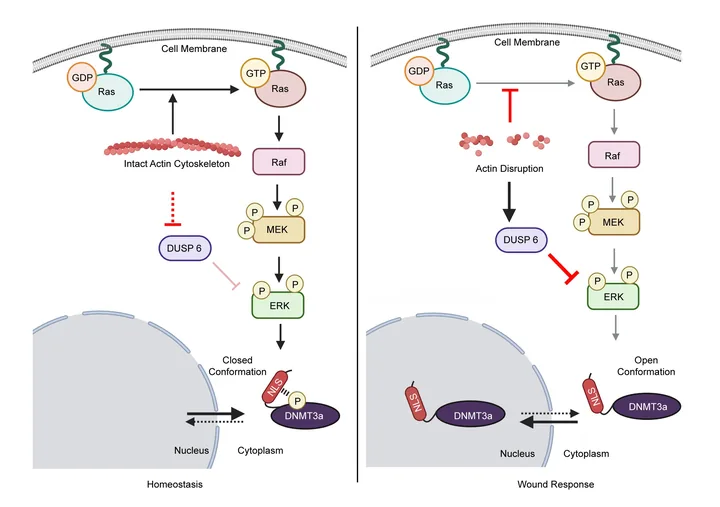 Cell Membrane
GDP
Ras
GTP
Ras
Intact Actin Cytoskeleton
Raf
P
P
P
MEK
DUSP 6
P
P
ERK
Closed
Conformation
NLS
P
DNMT3a
Nucleus
Cytoplasm
Homeostasis
Cell Membrane
GDP
Ras
GTP
Ras
Actin Disruption
Raf
P
P
P
MEK
DUSP 6
P
P
ERK
Open
Conformation
NLS
DNMT3a
NLS
DNMT3a
Nucleus
Cytoplasm
Wound Response